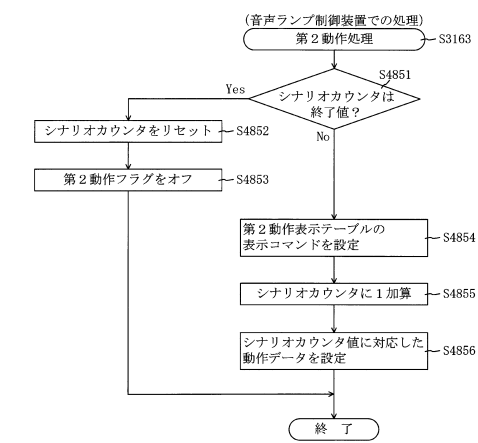 (音声ランプ制御装置での処理)
第２動作処理
S3163
S4851
シナリオカウンタは
終了値？
Yes
No
シナリオカウンタをリセット
S4852
第２動作フラグをオフ
S4853
第２動作表示テーブルの
表示コマンドを設定
S4854
シナリオカウンタに１加算
S4855
シナリオカウンタ値に対応した
動作データを設定
S4856
終 了